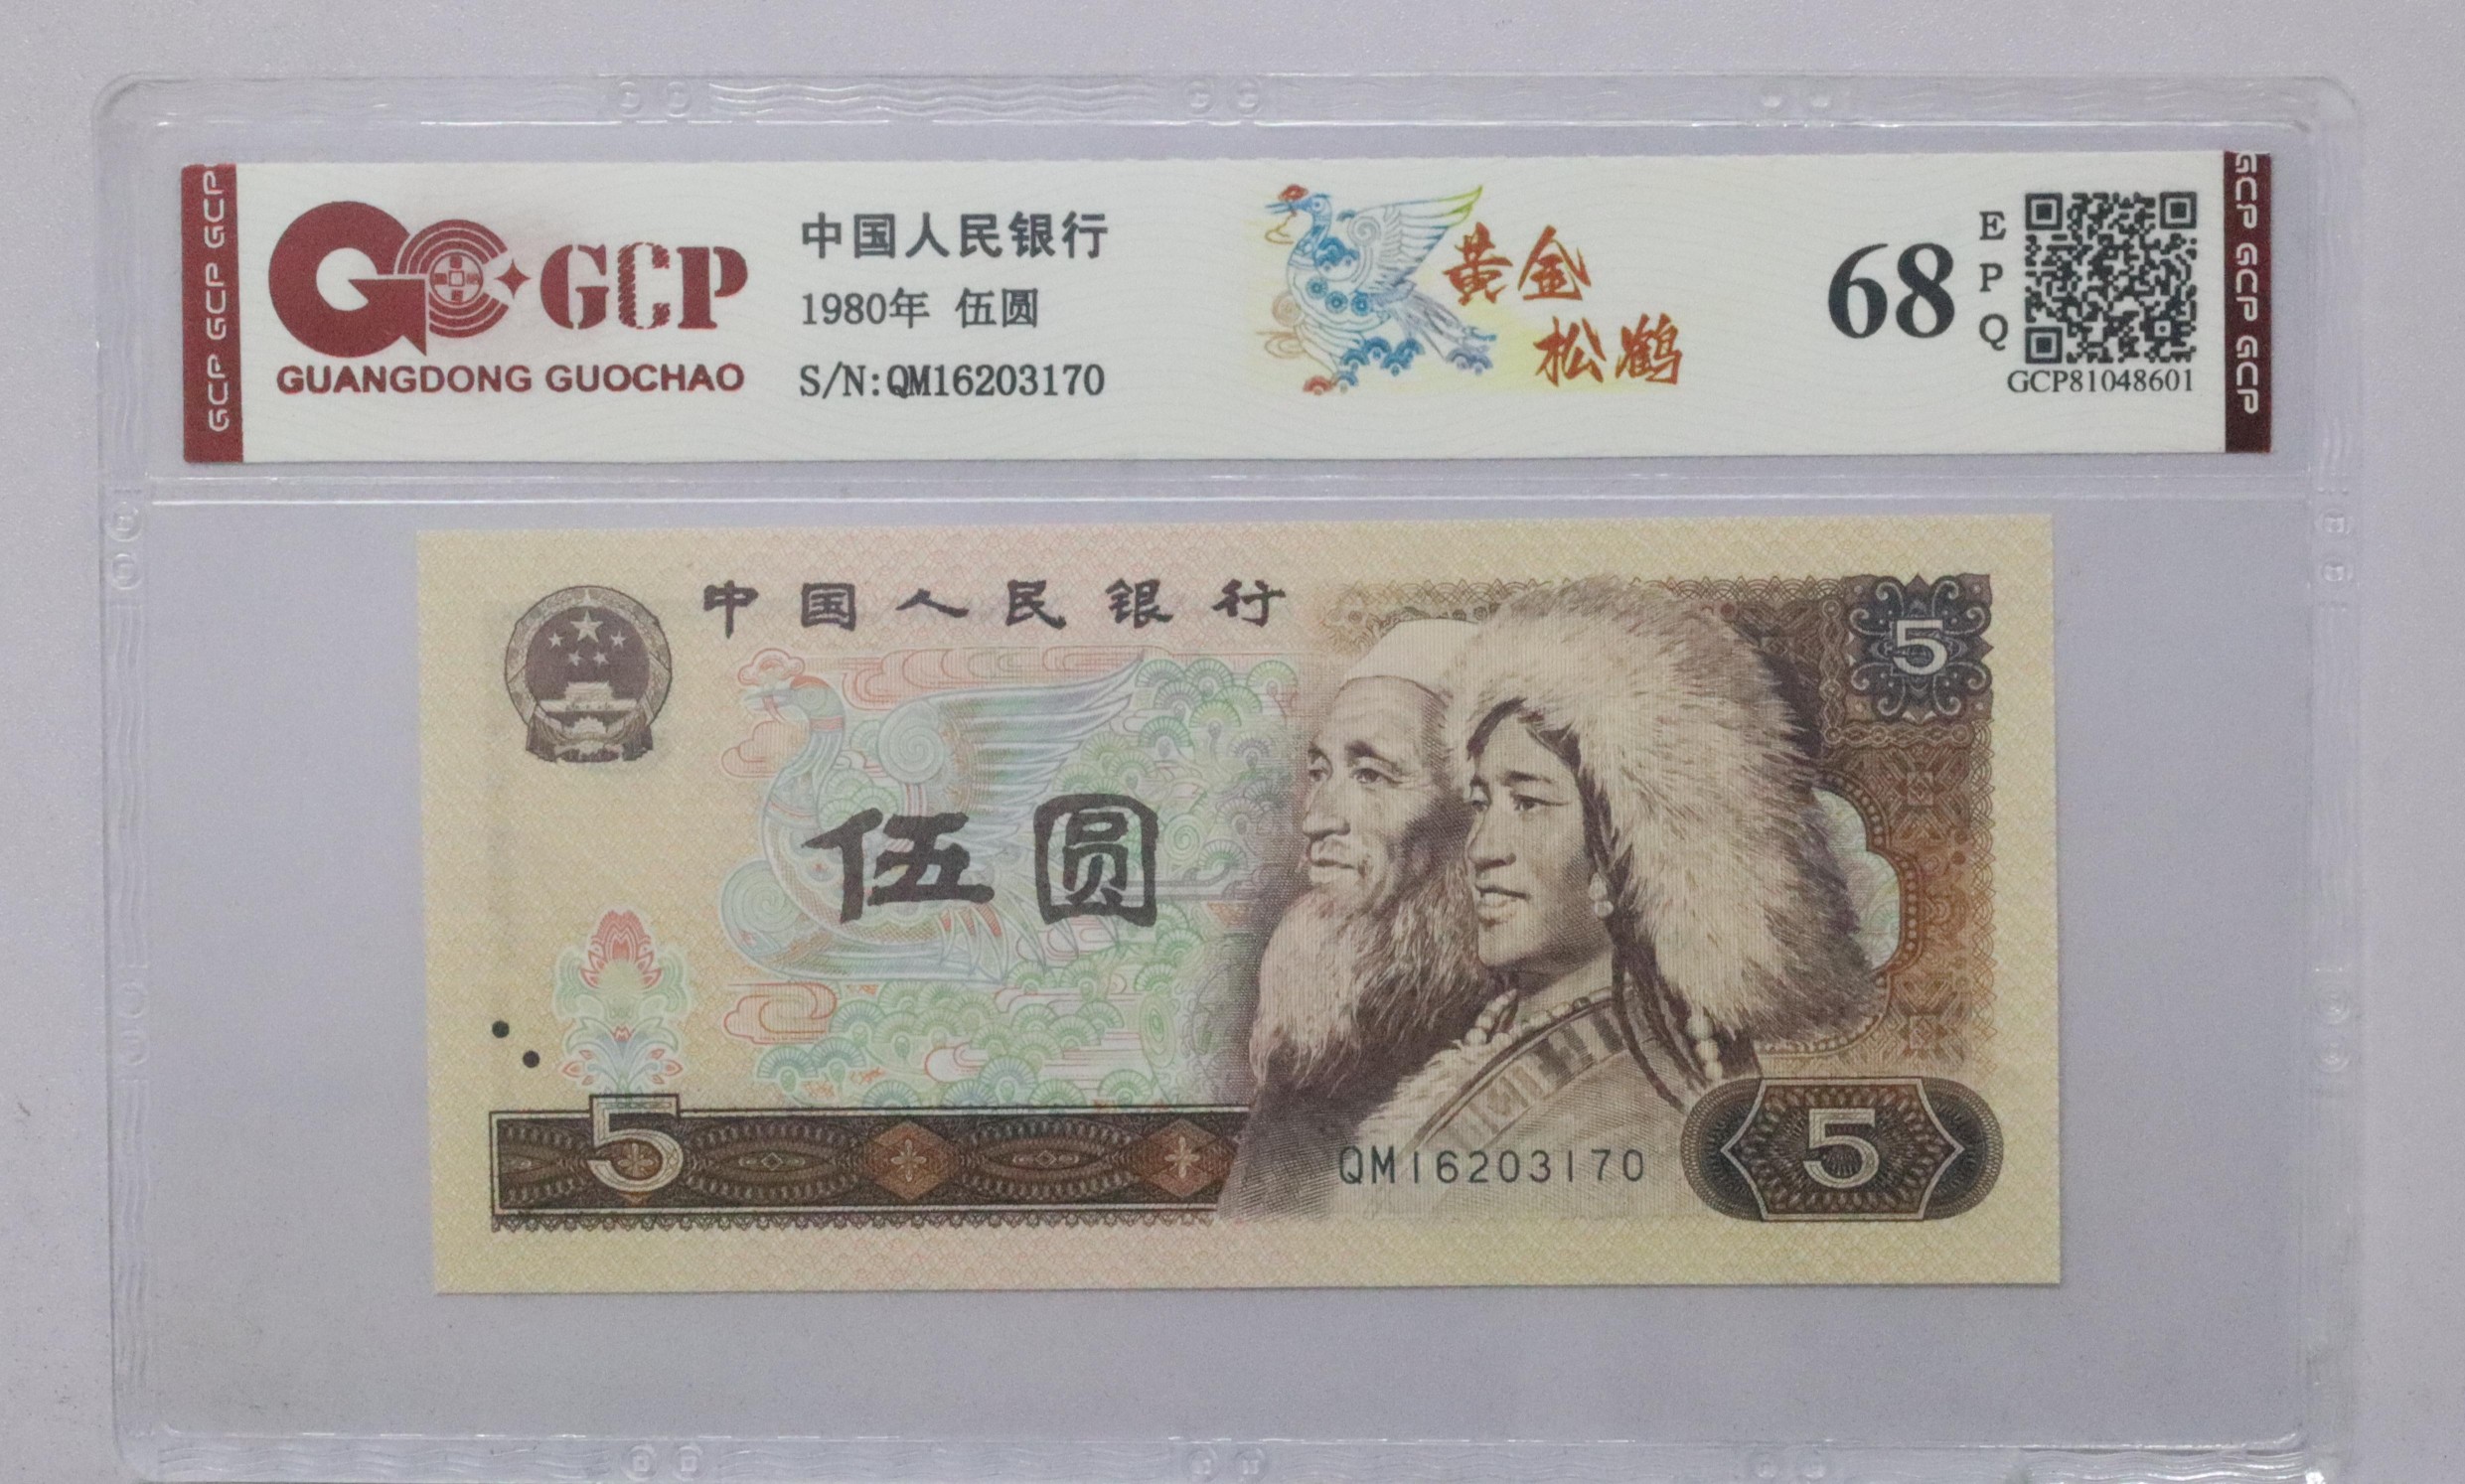 GCP GCP GCP
GCP
GUANGDONG GUOCHAO
中国人民银行
1980年 伍圆
S/N:QM16203170
黄金
松鹤
68
E
P
Q
GCP81048601
GCP GCP GCP
中国人民银行
5
伍圆
5
QM16203170
5